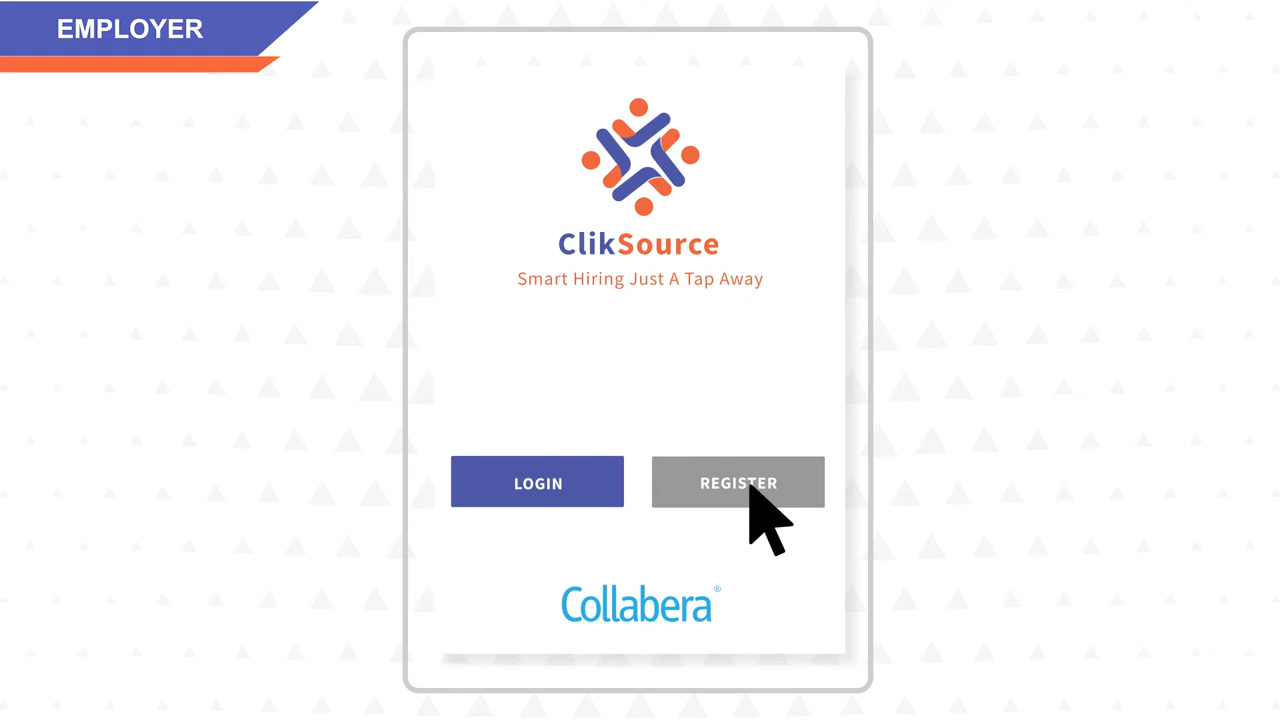 EMPLOYER
ClikSource
Smart Hiring Just A Tap Away
LOGIN
REGISTER
Collabera®